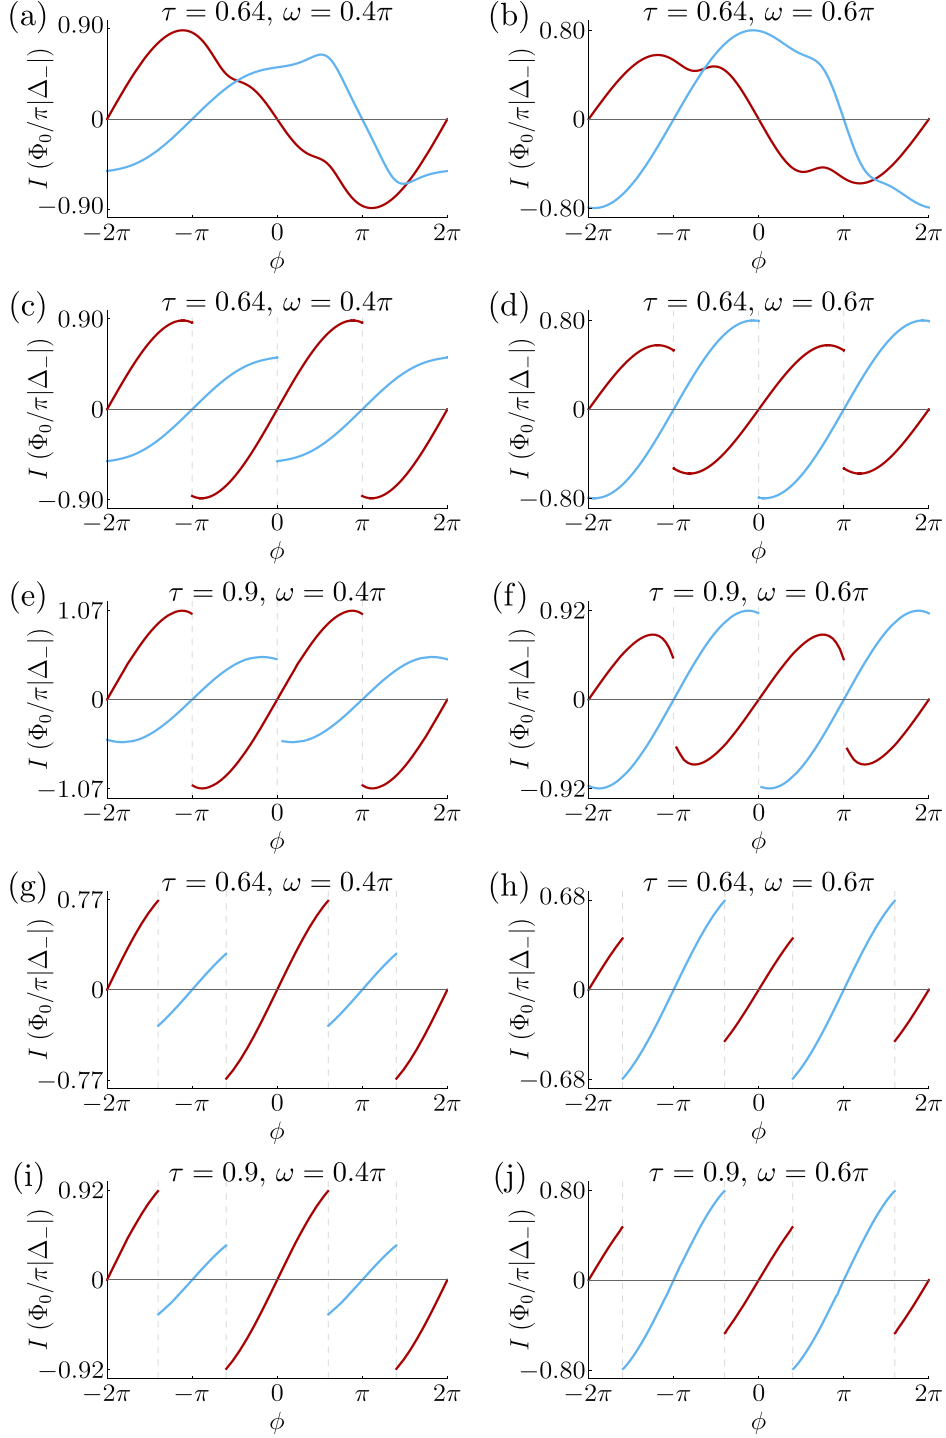 (a) τ = 0.64, ω = 0.4π
I (Φ₀/π|Δ₋|)
0.90
0
−0.90
−2π −π 0 π 2π
ϕ
(b) τ = 0.64, ω = 0.6π
I (Φ₀/π|Δ₋|)
0.80
0
−0.80
−2π −π 0 π 2π
ϕ
(c) τ = 0.64, ω = 0.4π
I (Φ₀/π|Δ₋|)
0.90
0
−0.90
−2π −π 0 π 2π
ϕ
(d) τ = 0.64, ω = 0.6π
I (Φ₀/π|Δ₋|)
0.80
0
−0.80
−2π −π 0 π 2π
ϕ
(e) τ = 0.9, ω = 0.4π
I (Φ₀/π|Δ₋|)
1.07
0
−1.07
−2π −π 0 π 2π
ϕ
(f) τ = 0.9, ω = 0.6π
I (Φ₀/π|Δ₋|)
0.92
0
−0.92
−2π −π 0 π 2π
ϕ
(g) τ = 0.64, ω = 0.4π
I (Φ₀/π|Δ₋|)
0.77
0
−0.77
−2π −π 0 π 2π
ϕ
(h) τ = 0.64, ω = 0.6π
I (Φ₀/π|Δ₋|)
0.68
0
−0.68
−2π −π 0 π 2π
ϕ
(i) τ = 0.9, ω = 0.4π
I (Φ₀/π|Δ₋|)
0.92
0
−0.92
−2π −π 0 π 2π
ϕ
(j) τ = 0.9, ω = 0.6π
I (Φ₀/π|Δ₋|)
0.80
0
−0.80
−2π −π 0 π 2π
ϕ